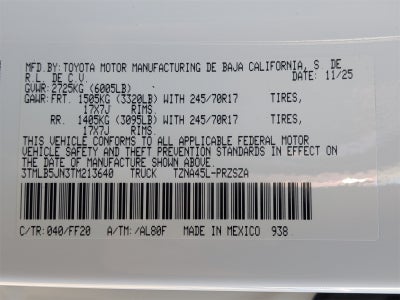 MFD.BY:TOYOTA MOTOR MANUFACTURING DE BAJA CALIFORNIA, S. DE
R.L. DE C.V. DATE: 11/25
GVWR:2725KG (6005LB)
GAWR:FRT. 1505KG (3320LB) WITH 245/70R17 TIRES,
17X7J RIMS.
RR. 1405KG (3095LB) WITH 245/70R17 TIRES,
17X7J RIMS.
THIS VEHICLE CONFORMS TO ALL APPLICABLE FEDERAL MOTOR
VEHICLE SAFETY AND THEFT PREVENTION STANDARDS IN EFFECT ON
THE DATE OF MANUFACTURE SHOWN ABOVE.
3TMLB5JN3TM213640 TRUCK TZNA45L-PRZSZA
C/TR:040/FF20 A/TM:/AL80F MADE IN MEXICO 938